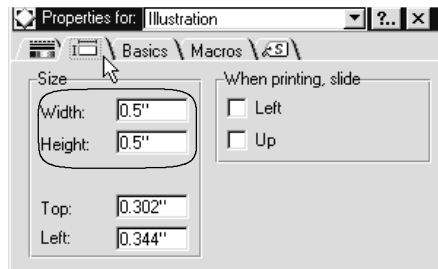 Properties for: Illustration ?..
Basics Macros S
Size
When printing, slide
Width: 0.5"
Left
Height: 0.5"
Up
Top: 0.302"
Left: 0.344"